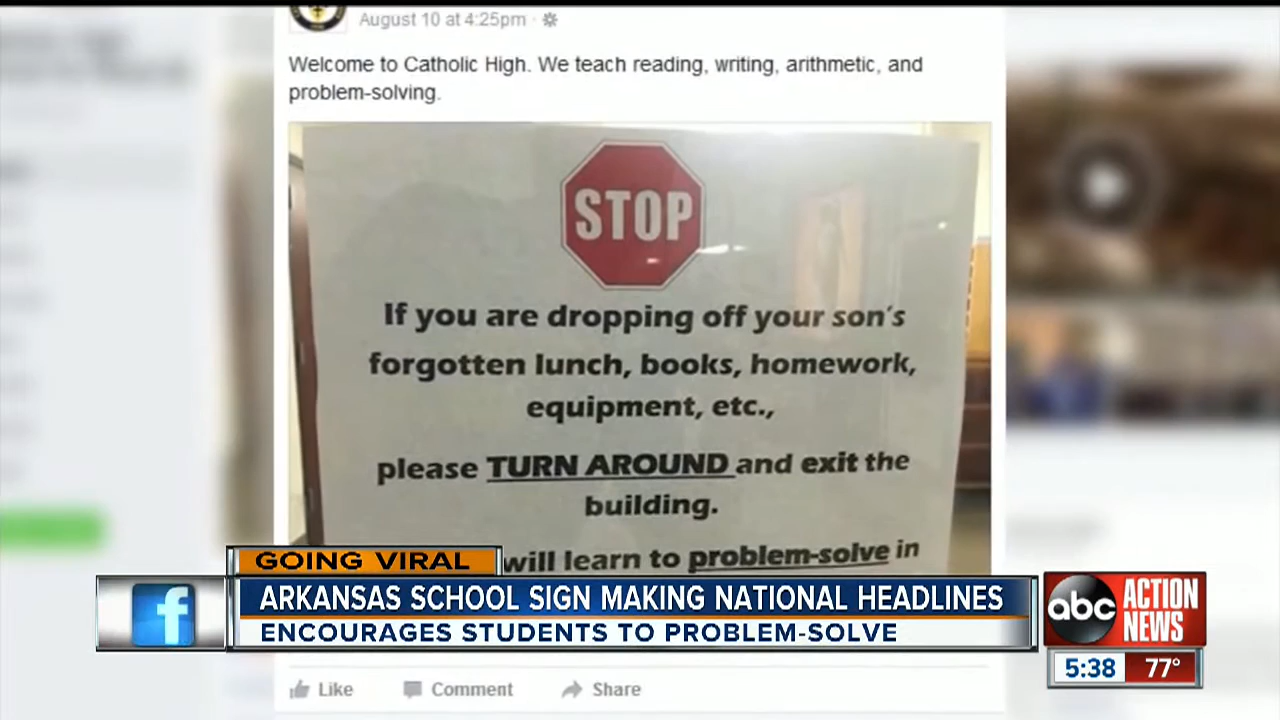 August 10 at 4:25pm
Welcome to Catholic High. We teach reading, writing, arithmetic, and
problem-solving.
STOP
If you are dropping off your son's
forgotten lunch, books, homework,
equipment, etc.,
please TURN AROUND and exit the
building.
will learn to problem-solve in
GOING VIRAL
ARKANSAS SCHOOL SIGN MAKING NATIONAL HEADLINES
ENCOURAGES STUDENTS TO PROBLEM-SOLVE
abc ACTION
NEWS
5:38 77°
Like Comment Share